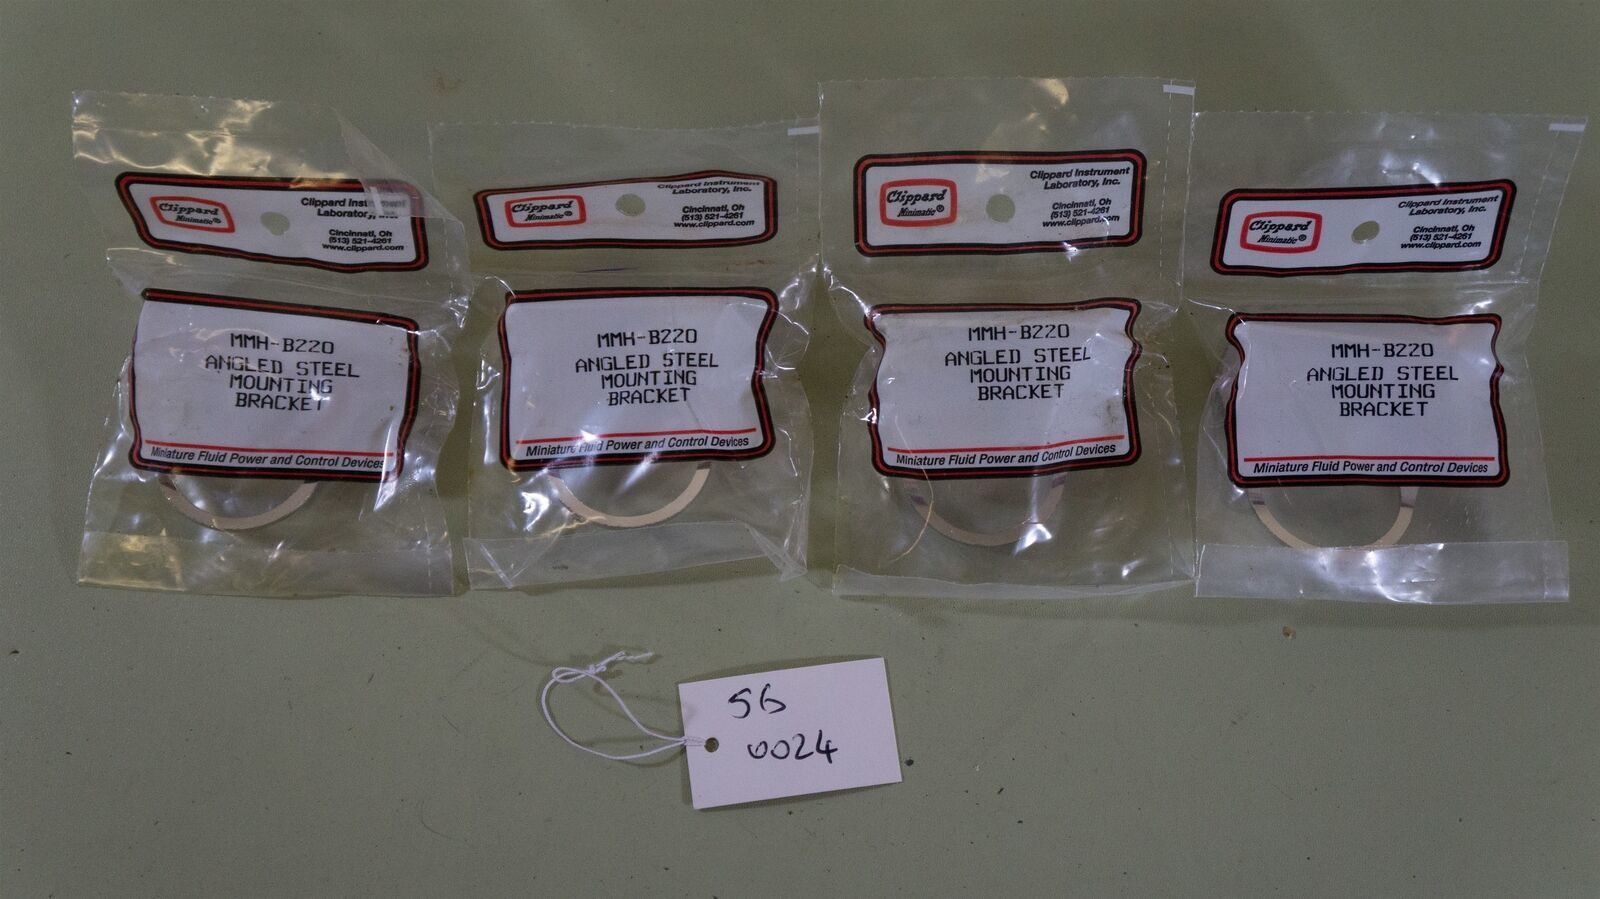 Clippard
Minimatic®
Clippard Instrument
Laboratory, Inc.
Cincinnati, Oh
(513) 521-4261
www.clippard.com
MMH-B220
ANGLED STEEL
MOUNTING
BRACKET
Miniature Fluid Power and Control Devices
Clippard
Minimatic®
Clippard Instrument
Laboratory, Inc.
Cincinnati, Oh
(513) 521-4261
www.clippard.com
MMH-B220
ANGLED STEEL
MOUNTING
BRACKET
Miniature Fluid Power and Control Devices
Clippard
Minimatic®
Clippard Instrument
Laboratory, Inc.
Cincinnati, Oh
(513) 521-4261
www.clippard.com
MMH-B220
ANGLED STEEL
MOUNTING
BRACKET
Miniature Fluid Power and Control Devices
Clippard
Minimatic®
Clippard Instrument
Laboratory, Inc.
Cincinnati, Oh
(513) 521-4261
www.clippard.com
MMH-B220
ANGLED STEEL
MOUNTING
BRACKET
Miniature Fluid Power and Control Devices
0024